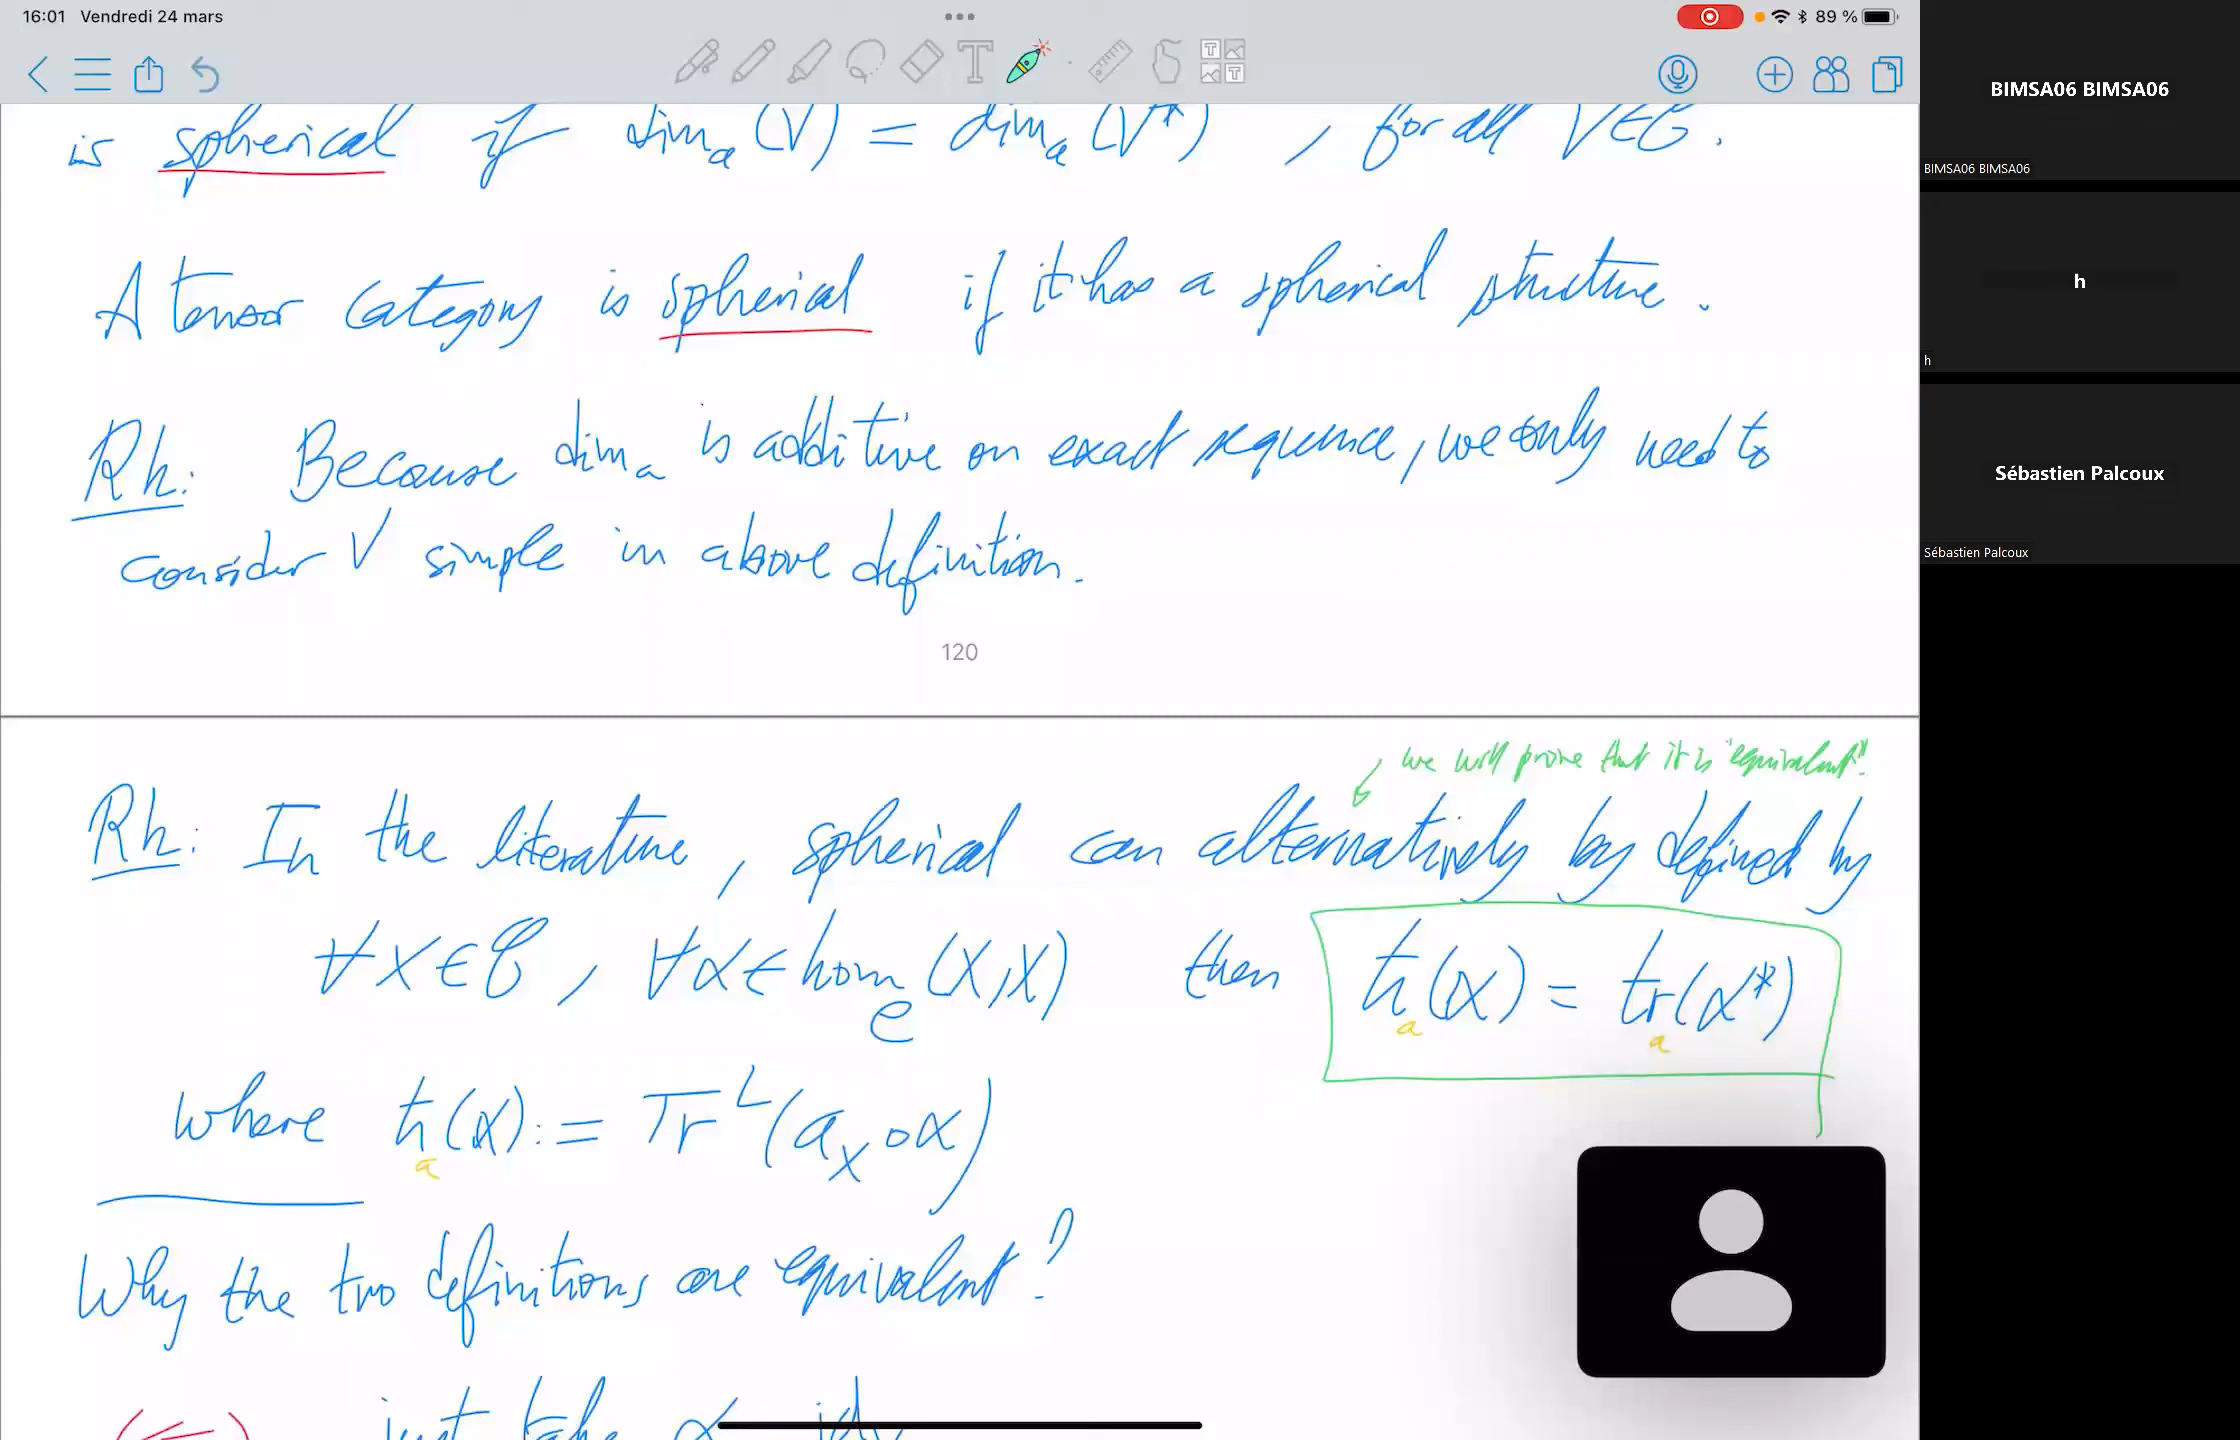 16:01 Vendredi 24 mars
89 %
is spherical if dim_a (V) = dim_a (V*) , for all V ∈ C .
A tensor category is spherical if it has a spherical structure .
Rk: Because dim_a is additive on exact sequence, we only need to
consider V simple in above definition.
120
we will prove that it is "equivalent".
Rk: In the literature, spherical can alternatively by defined by
∀X ∈ C , ∀α ∈ hom_C (X,X) then tr_a(α) = tr_a(α*)
where tr_a(α) := Tr^L (a_X ∘ α)
Why the two definitions are equivalent ?
(⇐) just take α = id_V
BIMSA06 BIMSA06
BIMSA06 BIMSA06
h
h
Sébastien Palcoux
Sébastien Palcoux